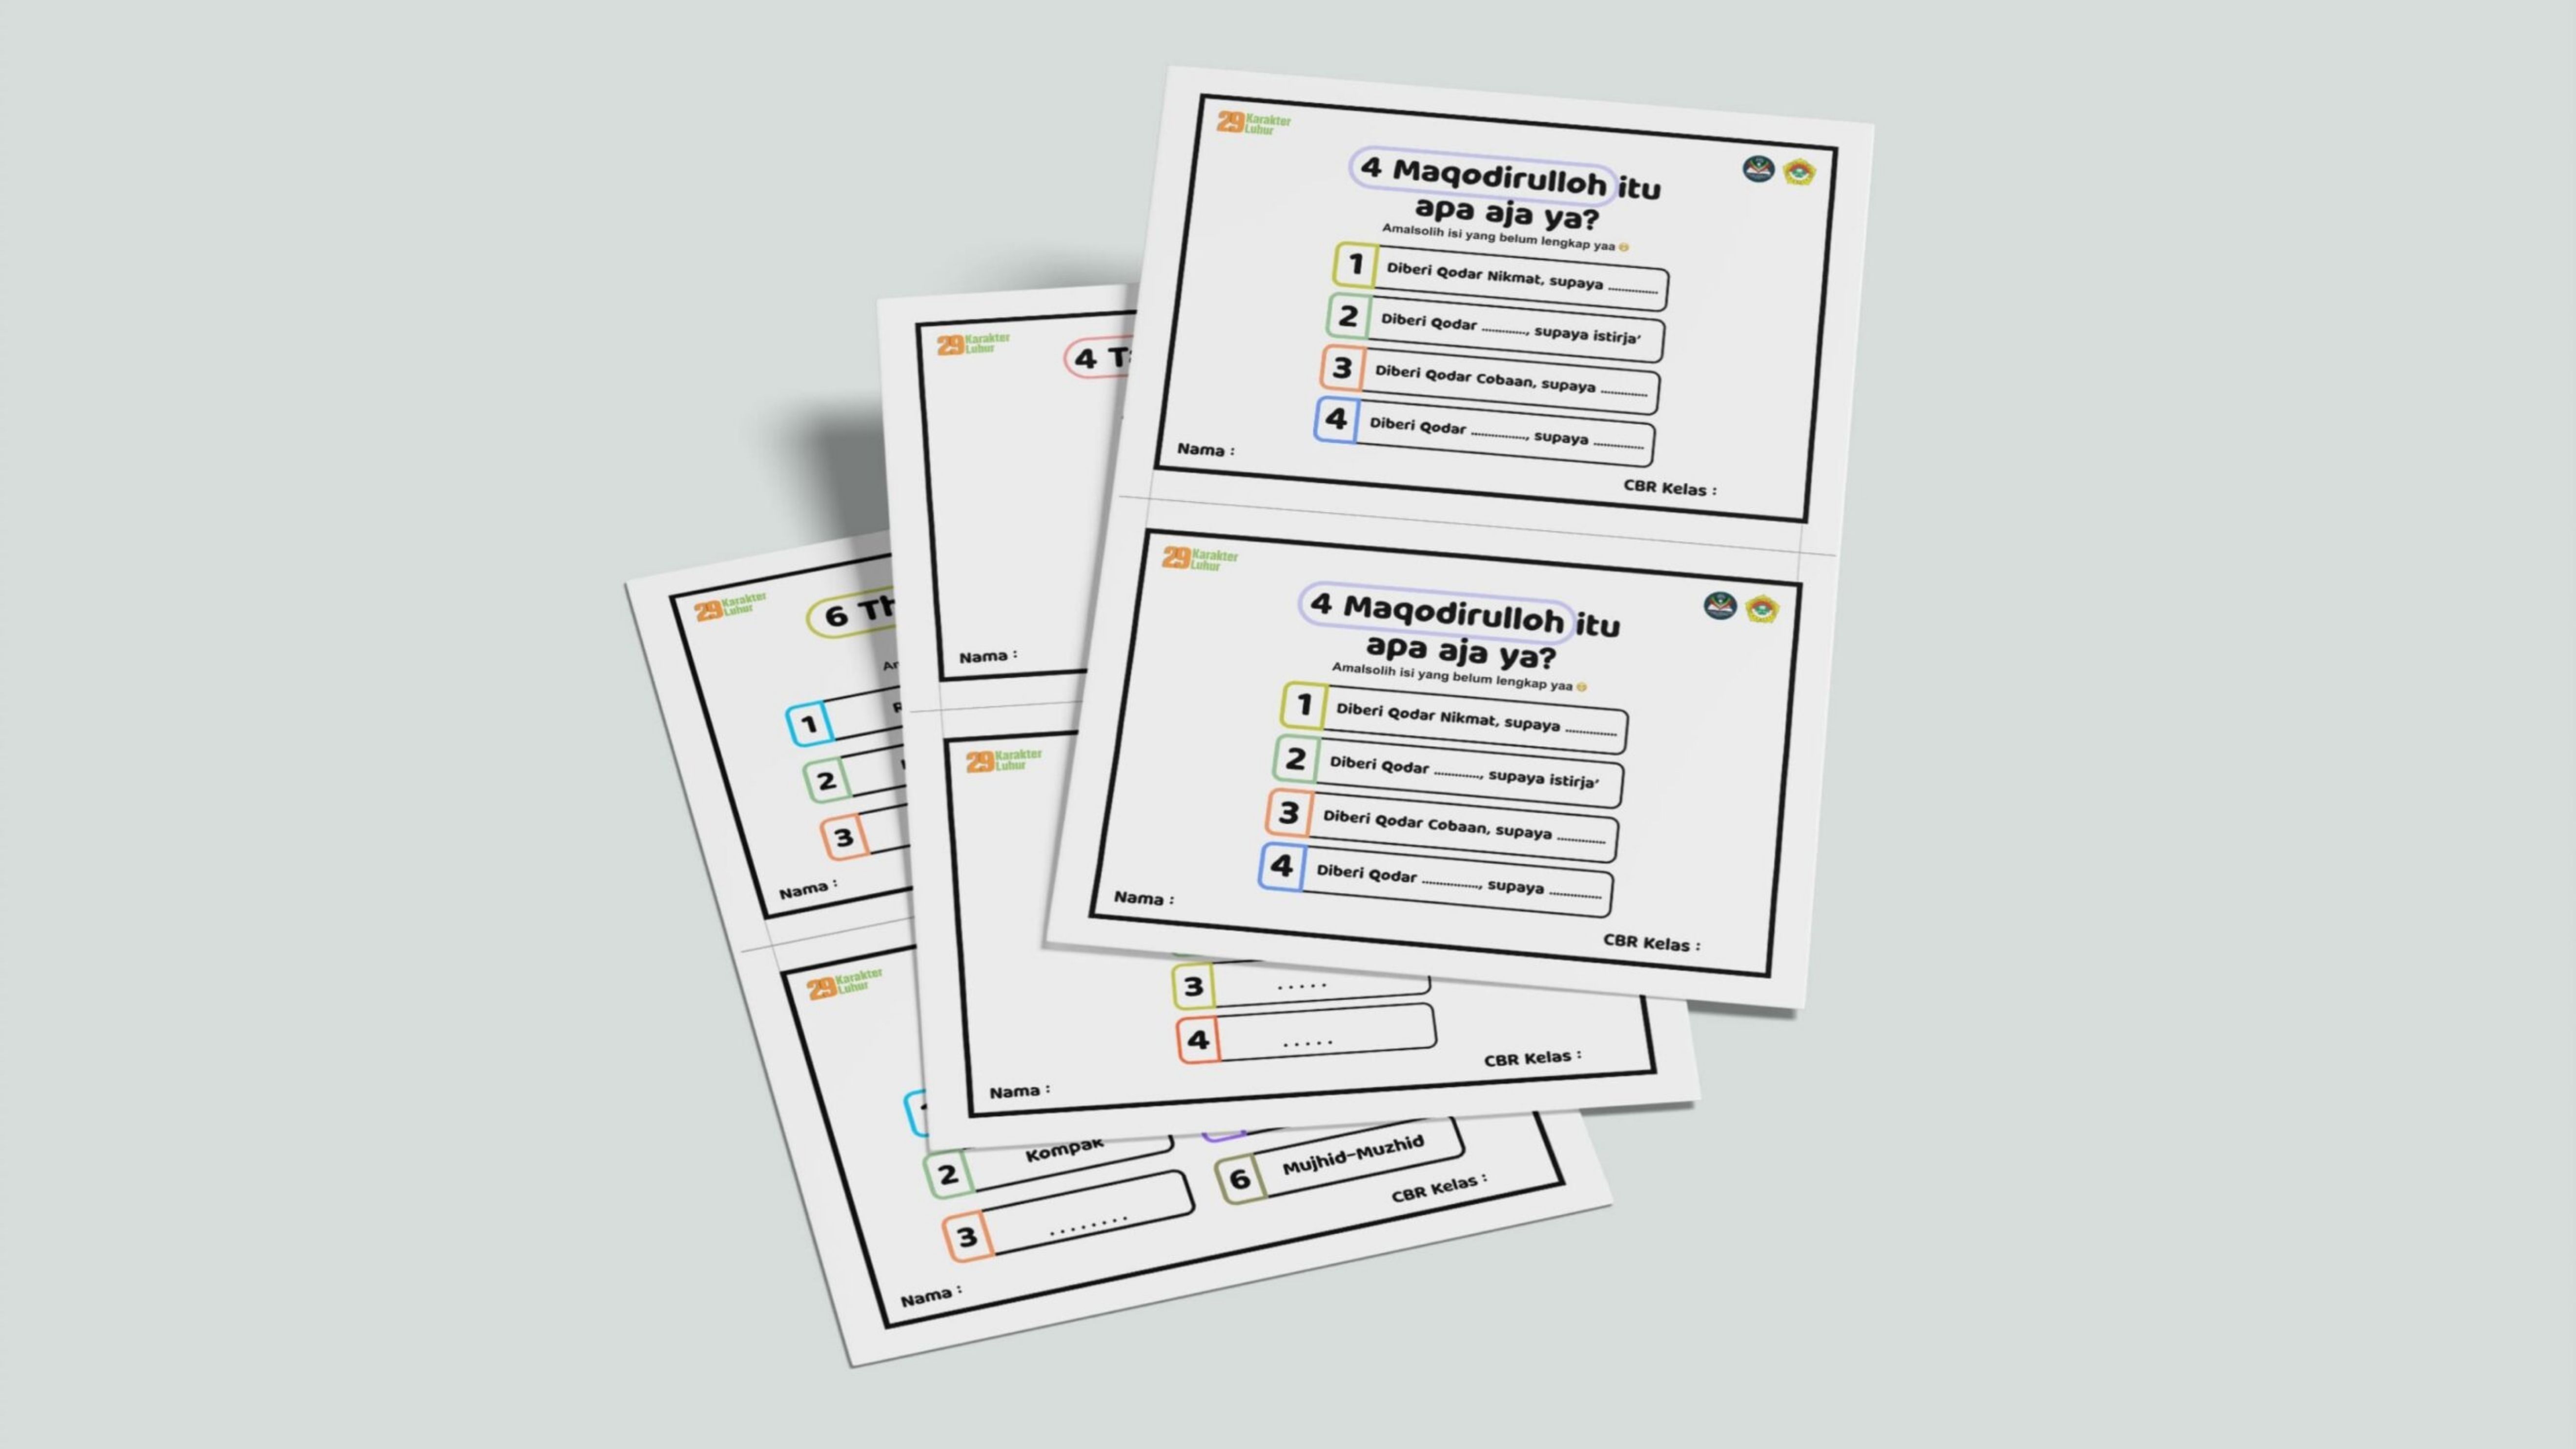 29 Karakter
Luhur
4 Maqodirulloh itu
apa aja ya?
Amalsolih isi yang belum lengkap yaa
1 Diberi Qodar Nikmat, supaya ..............
2 Diberi Qodar ............, supaya istirja’
3 Diberi Qodar Cobaan, supaya .............
4 Diberi Qodar ..............., supaya ..............
Nama :
CBR Kelas :
29 Karakter
Luhur
4 Maqodirulloh itu
apa aja ya?
Amalsolih isi yang belum lengkap yaa
1 Diberi Qodar Nikmat, supaya ..............
2 Diberi Qodar ............, supaya istirja’
3 Diberi Qodar Cobaan, supaya .............
4 Diberi Qodar ..............., supaya ..............
Nama :
CBR Kelas :
29 Karakter
Luhur
4
Nama :
29 Karakter
Luhur
3 .....
4 .....
Nama :
CBR Kelas :
29 Karakter
Luhur
6
1
2
3
Nama :
29 Karakter
Luhur
2 Kompak
3 ........
6 Mujhid-Muzhid
Nama :
CBR Kelas :